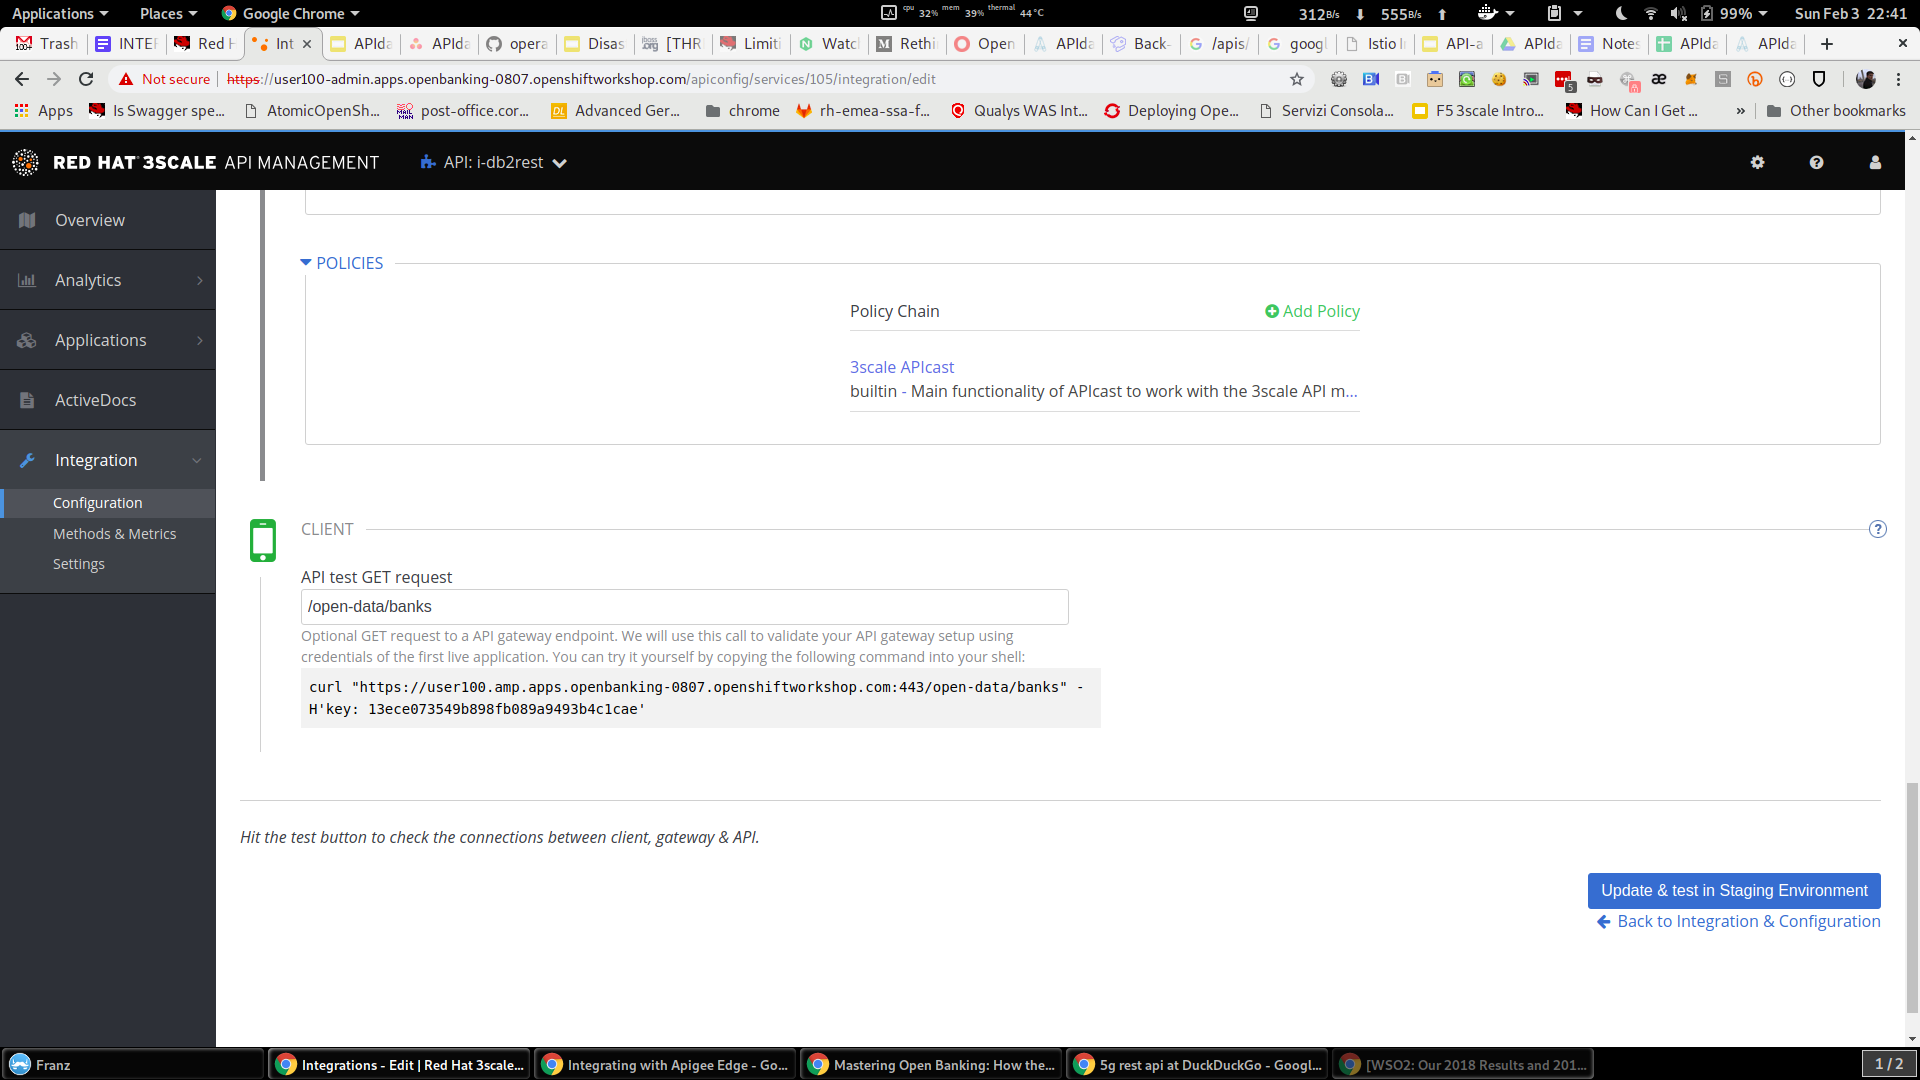 Applications Places Google Chrome cpu 32% mem 39% thermal 44°C 312B/s 555B/s 99% Sun Feb 3 22:41
Trash INTE Red H Int APIda APIda opera Disas [THR Limiti Watc Rethi Open APIda Back- /apis/ googl Istio I API-a APIda Notes APIda APIda
Not secure https://user100-admin.apps.openbanking-0807.openshiftworkshop.com/apiconfig/services/105/integration/edit
Apps Is Swagger spe... AtomicOpenSh... post-office.cor... Advanced Ger... chrome rh-emea-ssa-f... Qualys WAS Int... Deploying Ope... Servizi Consola... F5 3scale Intro... How Can I Get ... » Other bookmarks
RED HAT 3SCALE API MANAGEMENT API: i-db2rest
Overview
Analytics
Applications
ActiveDocs
Integration
Configuration
Methods & Metrics
Settings
POLICIES
Policy Chain Add Policy
3scale APIcast
builtin - Main functionality of APIcast to work with the 3scale API m...
CLIENT
API test GET request
/open-data/banks
Optional GET request to a API gateway endpoint. We will use this call to validate your API gateway setup using
credentials of the first live application. You can try it yourself by copying the following command into your shell:
curl "https://user100.amp.apps.openbanking-0807.openshiftworkshop.com:443/open-data/banks" -
H'key: 13ece073549b898fb089a9493b4c1cae'
Hit the test button to check the connections between client, gateway & API.
Update & test in Staging Environment
Back to Integration & Configuration
Franz Integrations - Edit | Red Hat 3scale... Integrating with Apigee Edge - Go... Mastering Open Banking: How the... 5g rest api at DuckDuckGo - Googl... [WSO2: Our 2018 Results and 201... 1 / 2